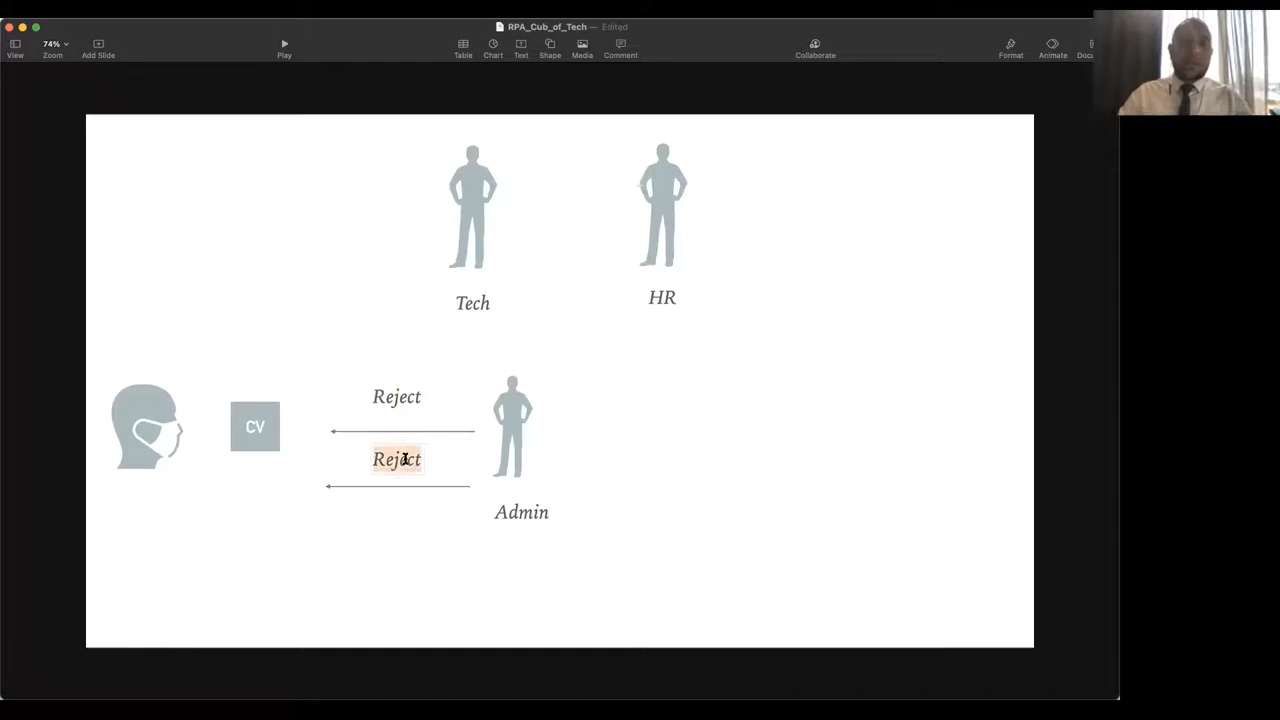 RPA_Cub_of_Tech — Edited
74%
View
Zoom
Add Slide
Play
Table
Chart
Text
Shape
Media
Comment
Collaborate
Format
Animate
Tech
HR
Reject
CV
Reject
Admin